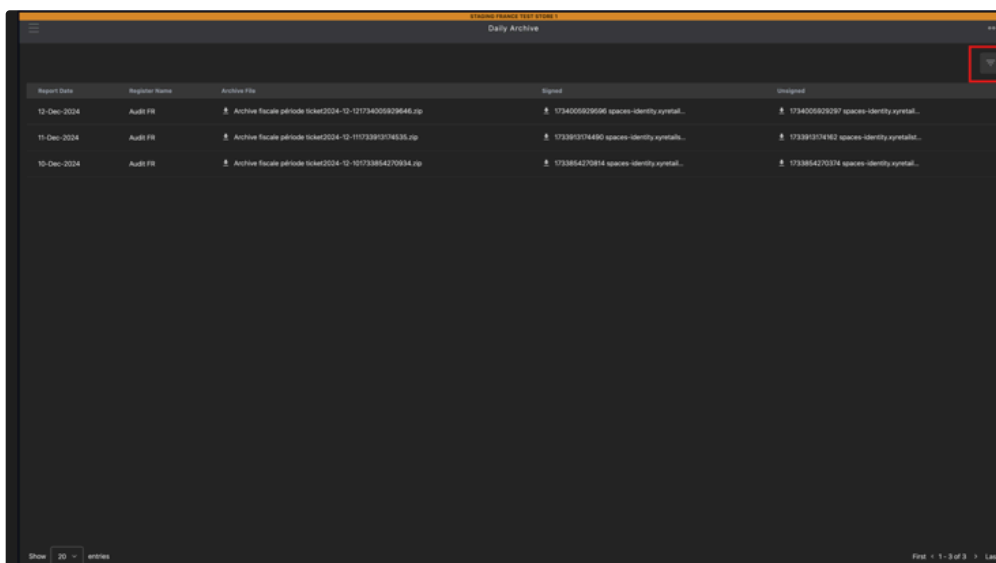 STAGING FRANCE TEST STORE 1
Daily Archive
Report Date Register Name Archive File Signed Unsigned
12-Dec-2024 Audit FR Archive fiscale période ticket2024-12-121734005929646.zip 1734005929596 spaces-identity.xyretail... 1734005929297 spaces-identity.xyretail...
11-Dec-2024 Audit FR Archive fiscale période ticket2024-12-111733913174535.zip 1733913174490 spaces-identity.xyretails... 1733913174162 spaces-identity.xyretailst...
10-Dec-2024 Audit FR Archive fiscale période ticket2024-12-101733854270934.zip 1733854270814 spaces-identity.xyretail... 1733854270374 spaces-identity.xyretail...
Show 20 entries First < 1 - 3 of 3 > Las